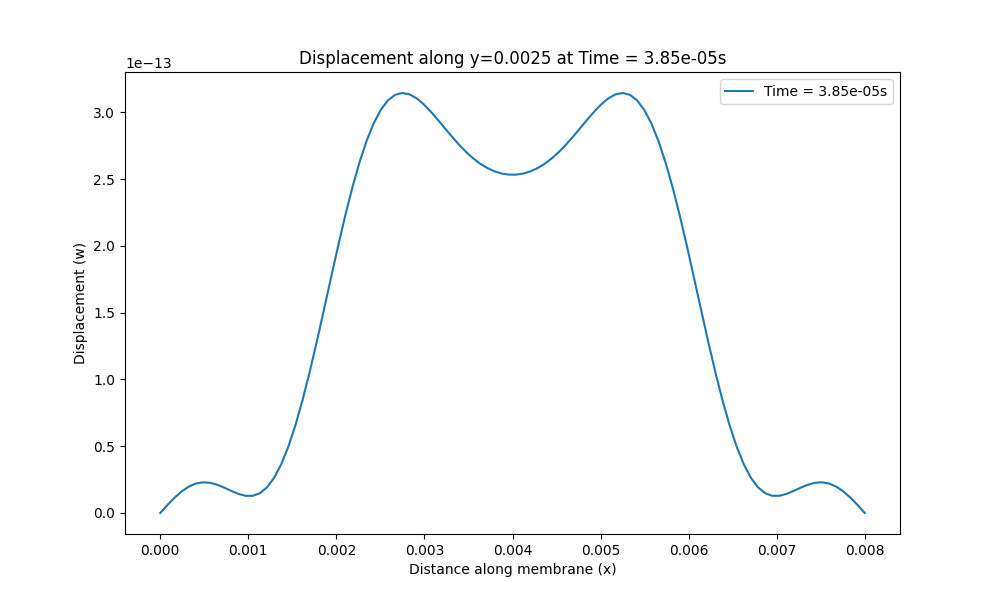 Displacement along y=0.0025 at Time = 3.85e-05s
1e−13
Time = 3.85e-05s
3.0
2.5
2.0
1.5
1.0
0.5
0.0
Displacement (w)
0.000 0.001 0.002 0.003 0.004 0.005 0.006 0.007 0.008
Distance along membrane (x)